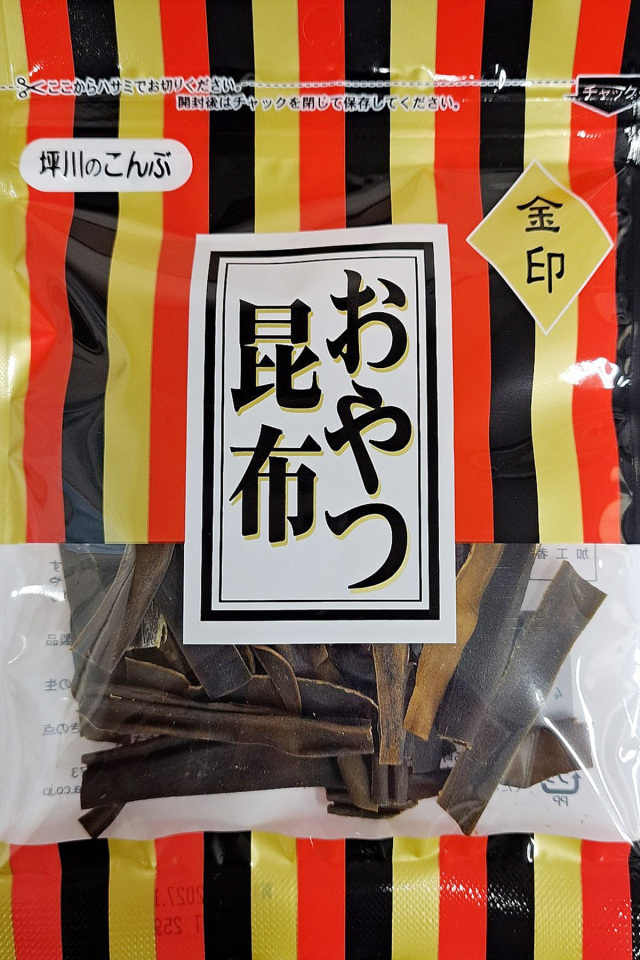 ここからハサミでお切りください。
開封後はチャックを閉じて保存してください。
チャック
坪川のこんぶ
金印
おやつ
昆布